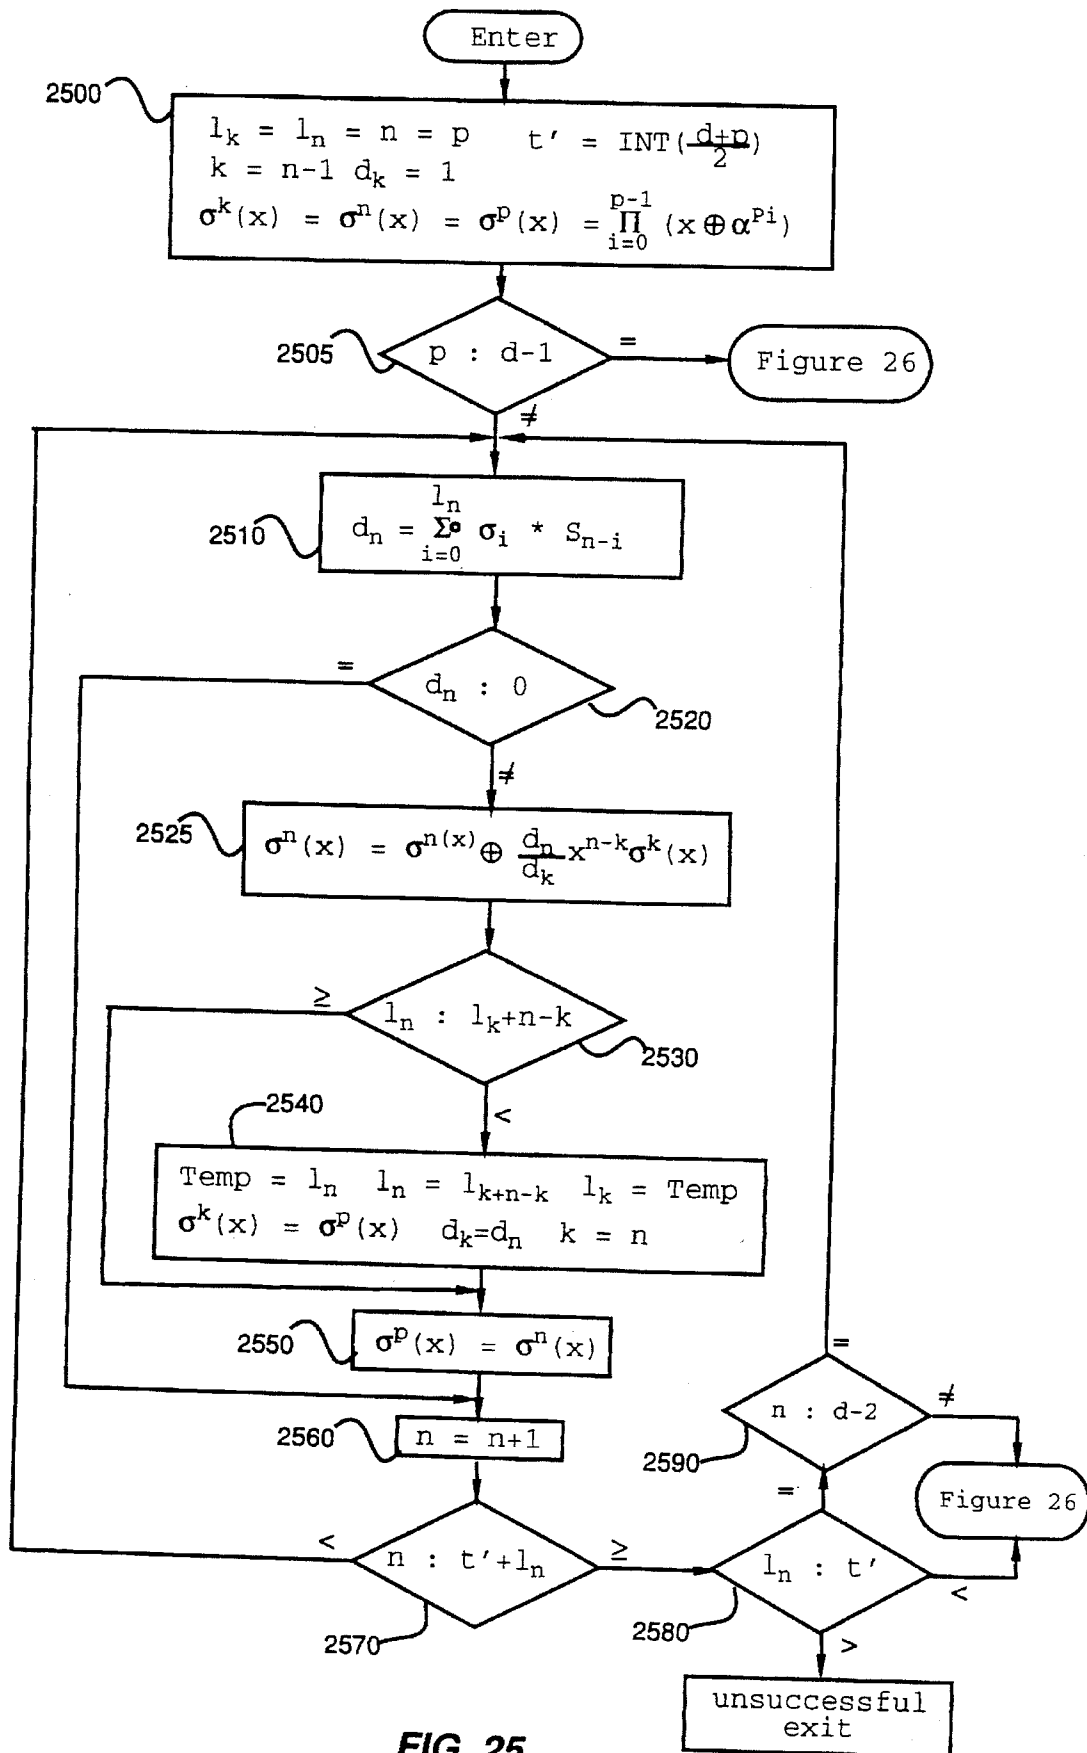 Enter
2500
l_k = l_n = n = p t' = INT(d+p/2)
k = n-1 d_k = 1
σ^k(x) = σ^n(x) = σ^p(x) = Π_{i=0}^{p-1} (x ⊕ α^{Pi})
2505
p : d-1
=
Figure 26
≠
2510
d_n = Σ_{i=0}^{l_n} σ_i * S_{n-i}
=
d_n : 0
2520
≠
2525
σ^n(x) = σ^{n(x)} ⊕ d_n/d_k x^{n-k}σ^k(x)
≥
l_n : l_k+n-k
2530
<
2540
Temp = l_n l_n = l_{k+n-k} l_k = Temp
σ^k(x) = σ^p(x) d_k=d_n k = n
2550
σ^p(x) = σ^n(x)
=
2560
n = n+1
n : d-2
≠
2590
=
Figure 26
<
n : t'+l_n
≥
l_n : t'
<
2570
2580
>
unsuccessful
exit
FIG. 25